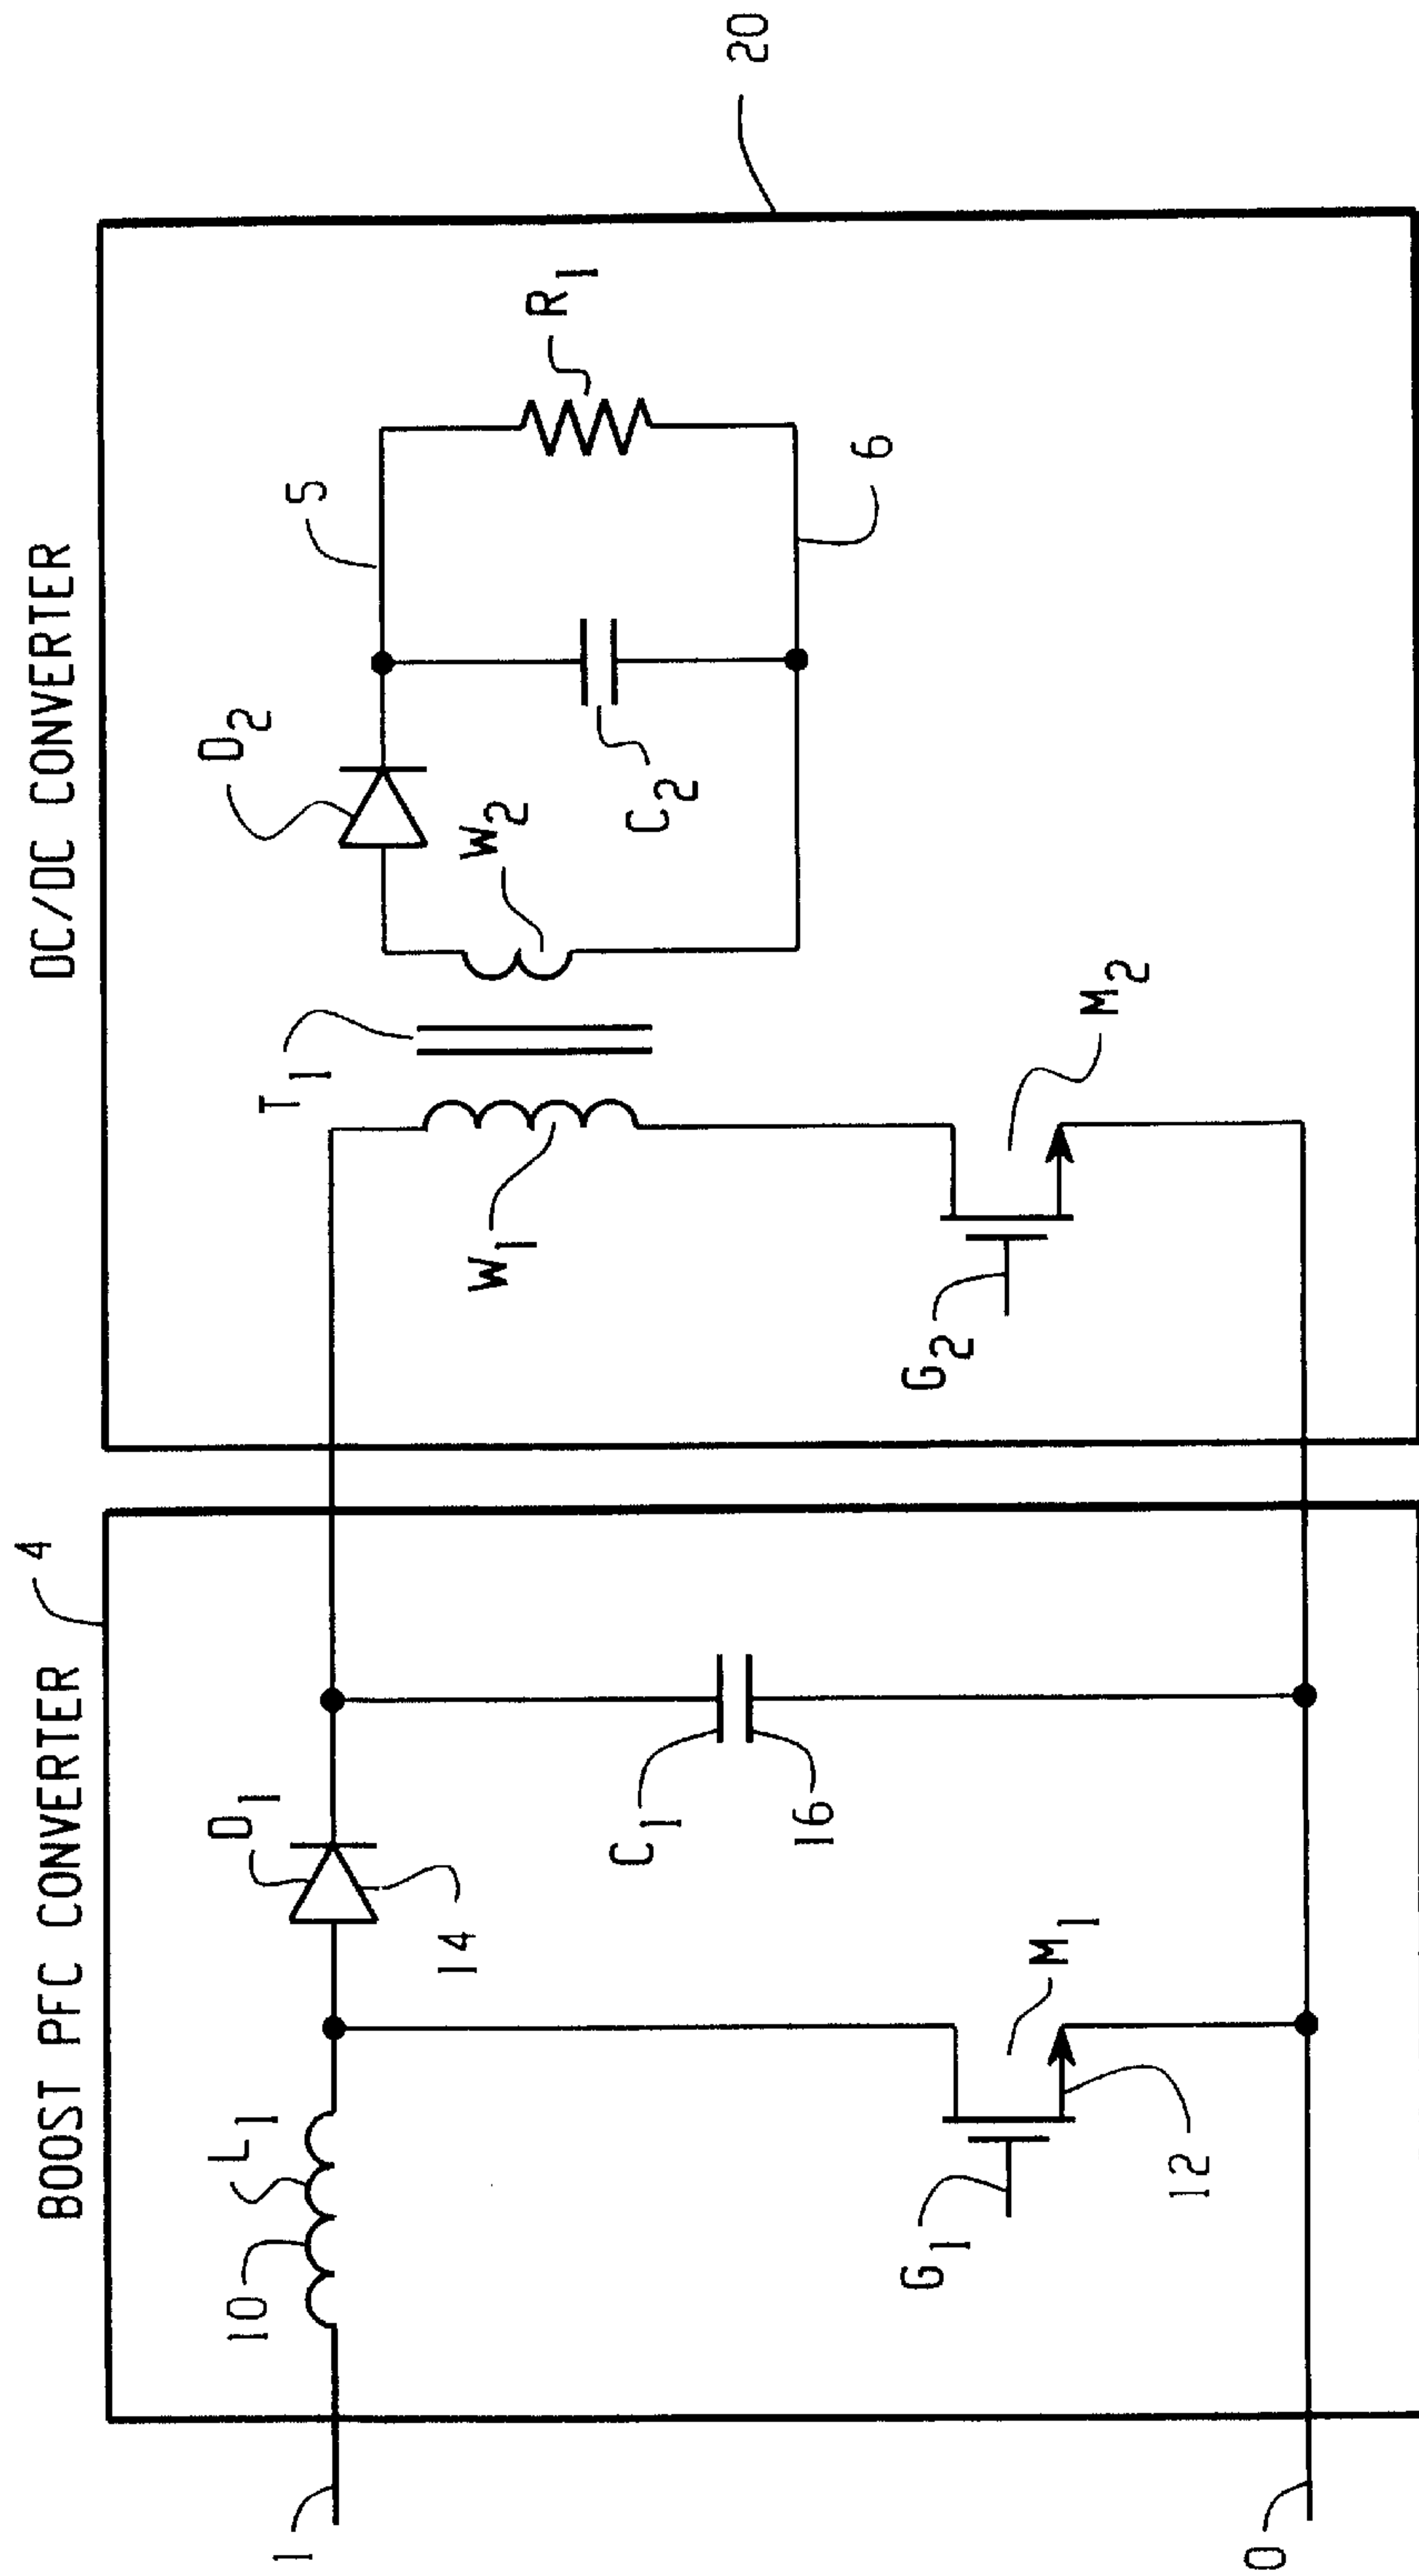 BOOST PFC CONVERTER
4
DC/DC CONVERTER
20
1
10
L1
D1
14
C1
16
G1
M1
12
0
T1
W1
W2
D2
C2
5
R1
6
G2
M2